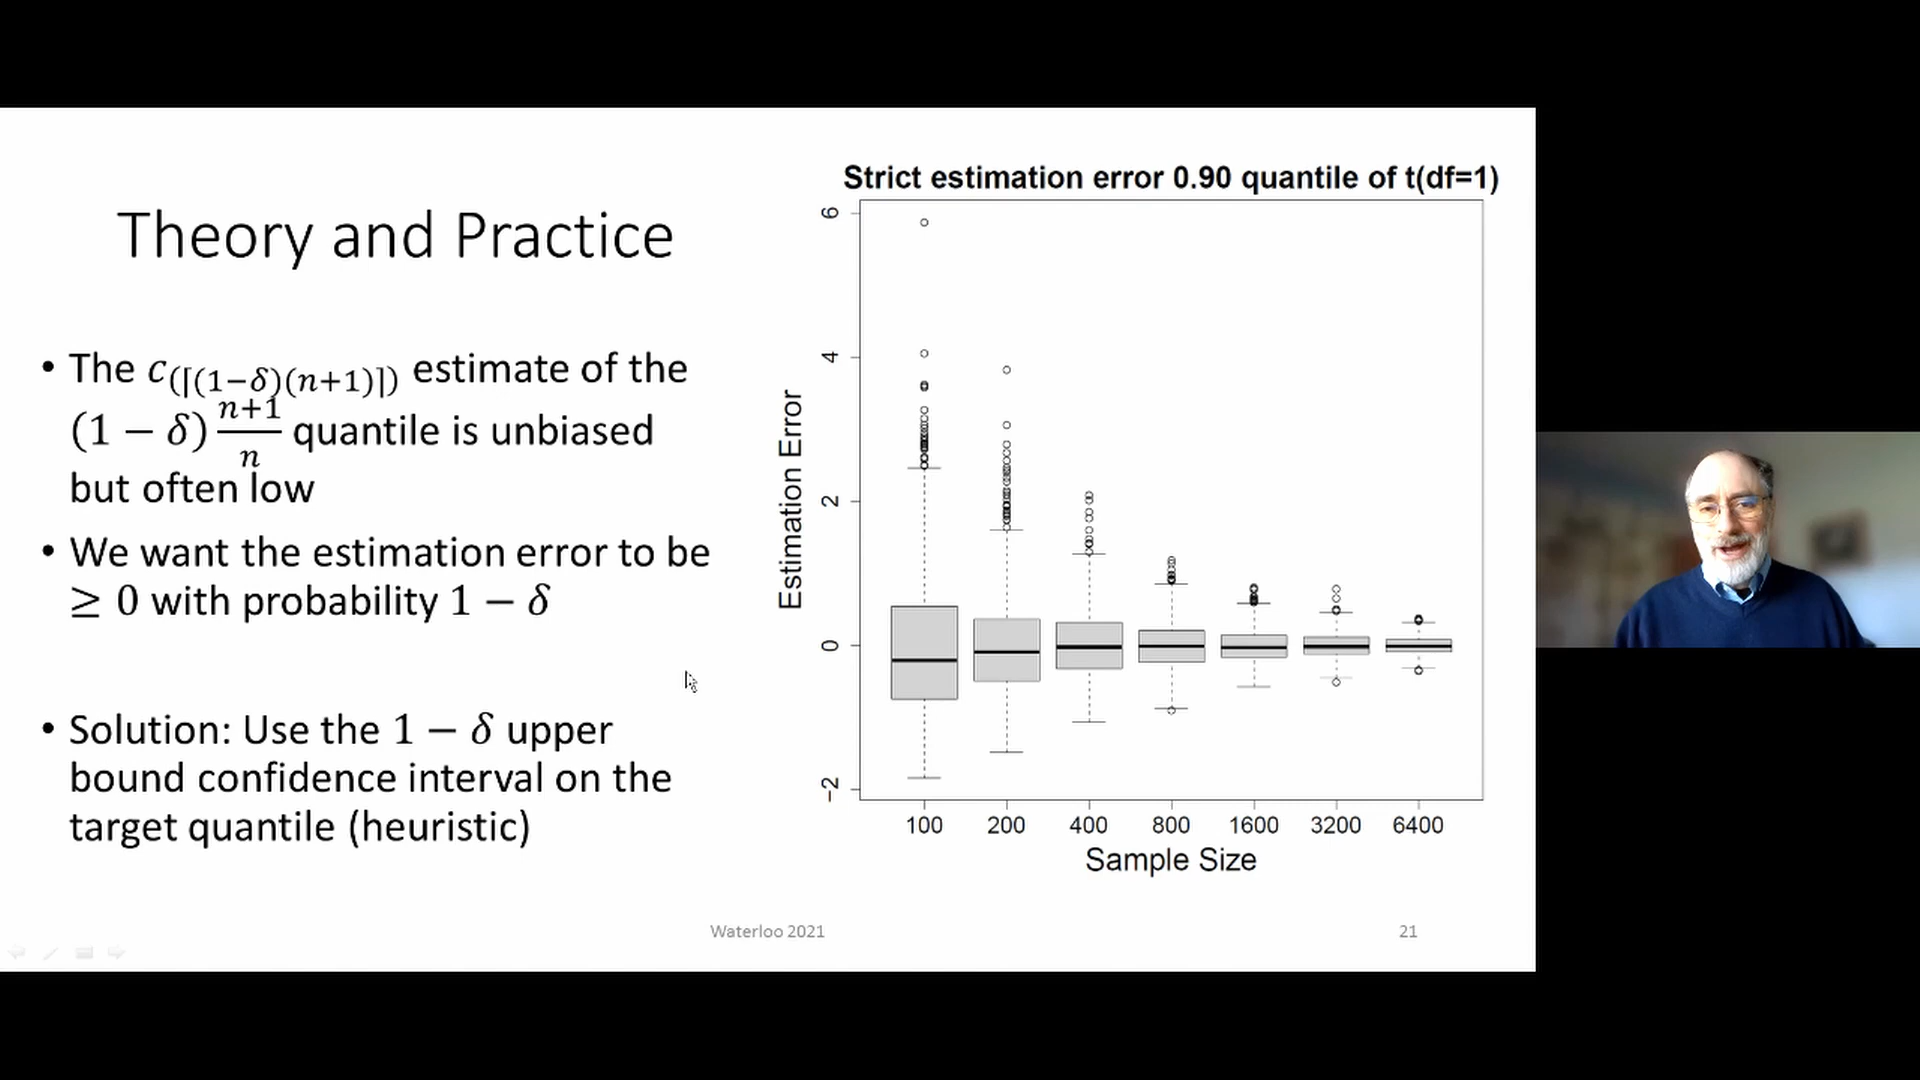 Theory and Practice
• The c_(⌈(1−δ)(n+1)⌉) estimate of the
(1 − δ) (n+1)/n quantile is unbiased
but often low
• We want the estimation error to be
≥ 0 with probability 1 − δ
• Solution: Use the 1 − δ upper
bound confidence interval on the
target quantile (heuristic)
Strict estimation error 0.90 quantile of t(df=1)
Estimation Error
6
4
2
0
−2
100 200 400 800 1600 3200 6400
Sample Size
Waterloo 2021
21